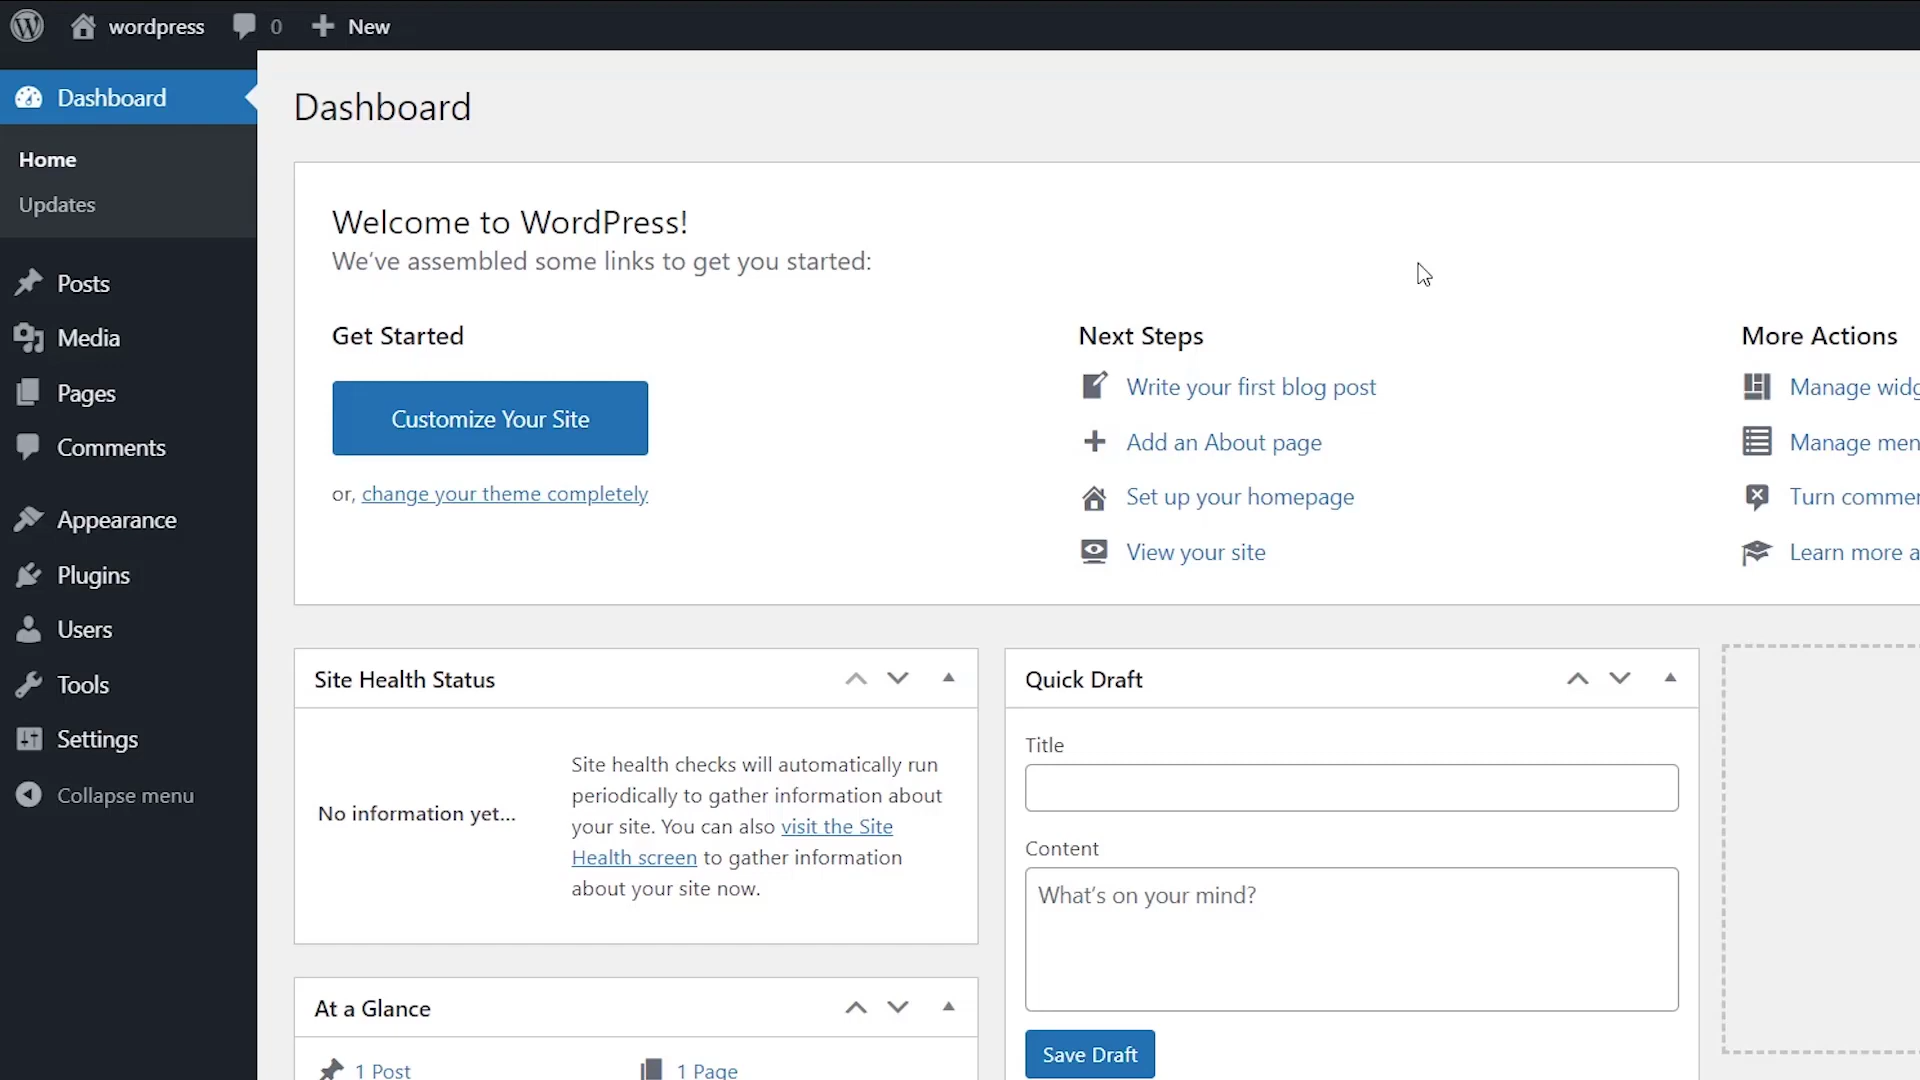 wordpress 0 New
Dashboard
Home
Updates
Posts
Media
Pages
Comments
Appearance
Plugins
Users
Tools
Settings
Collapse menu
Dashboard
Welcome to WordPress!
We've assembled some links to get you started:
Get Started
Customize Your Site
or, change your theme completely
Next Steps
Write your first blog post
Add an About page
Set up your homepage
View your site
More Actions
Manage
Manage
Turn
Learn more
Site Health Status
No information yet...
Site health checks will automatically run
periodically to gather information about
your site. You can also visit the Site
Health screen to gather information
about your site now.
At a Glance
1 Post
1 Page
Quick Draft
Title
Content
What's on your mind?
Save Draft